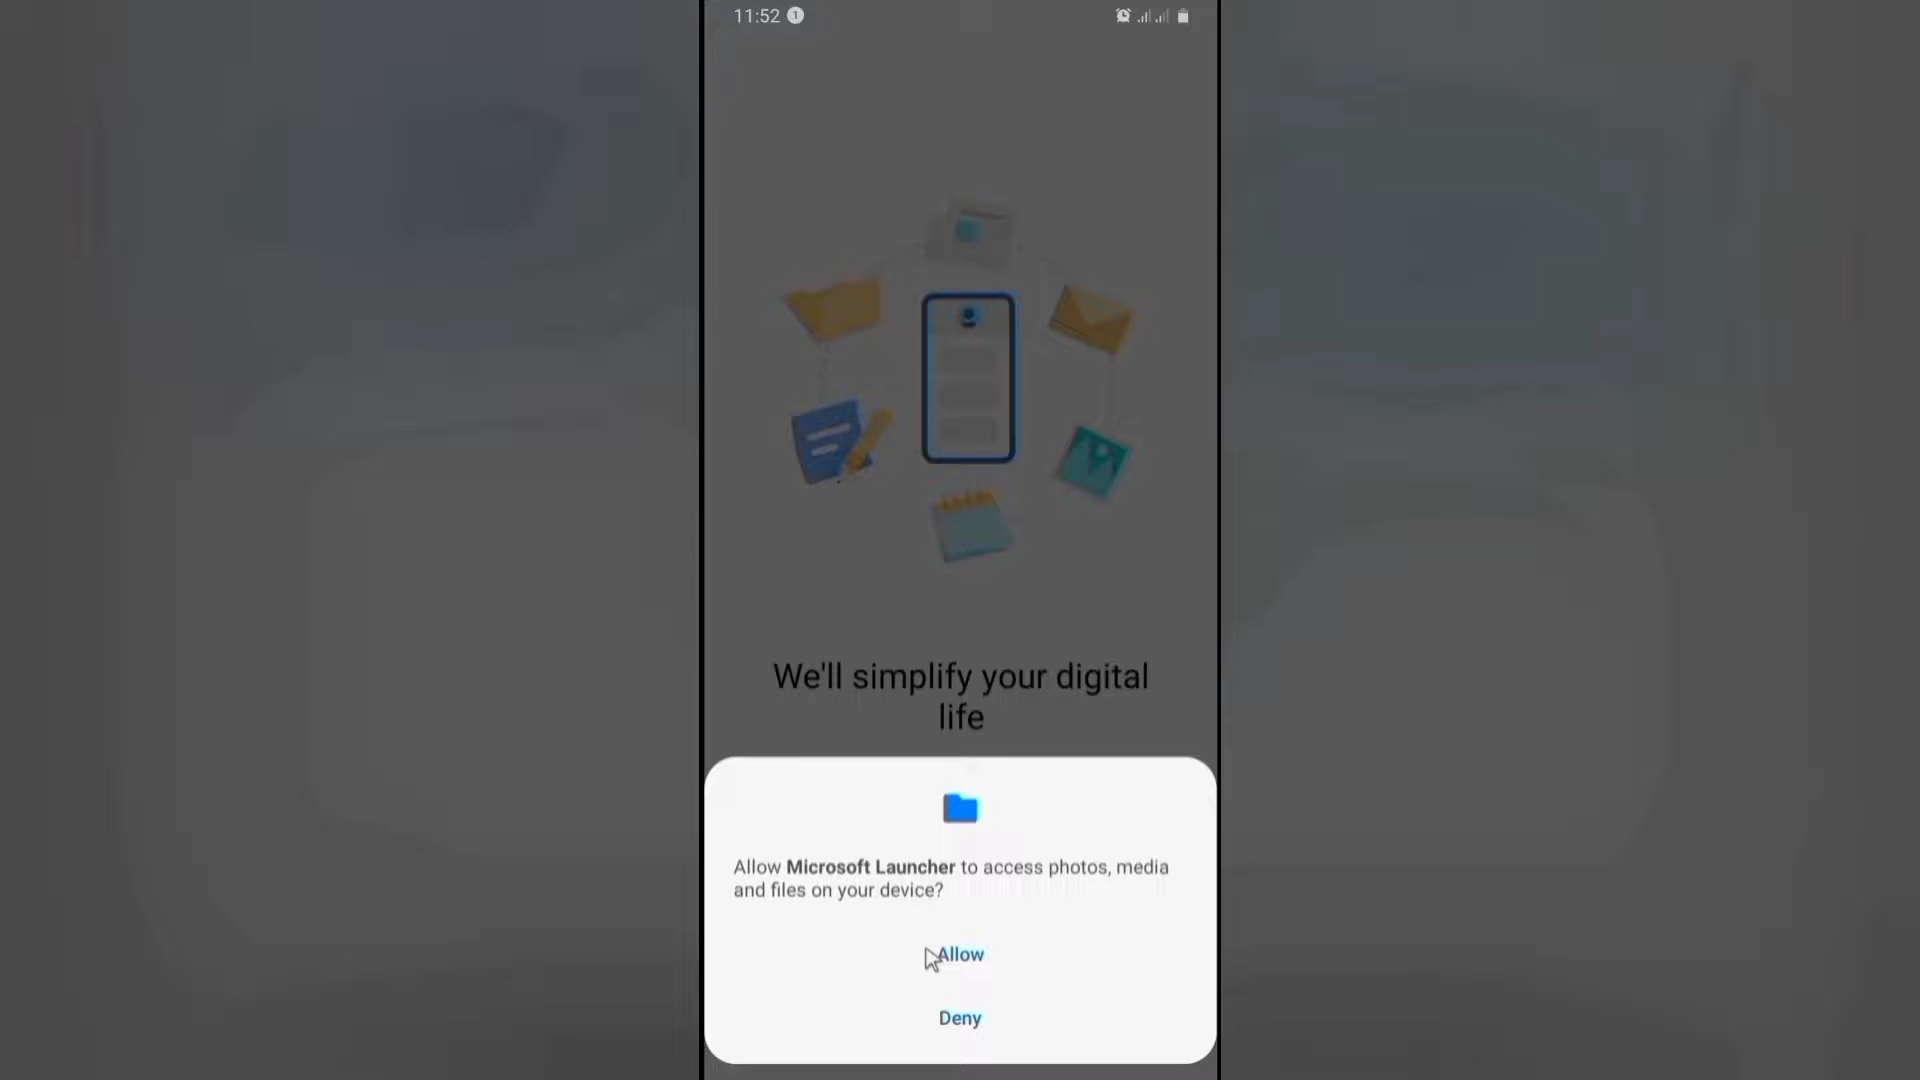 11:52 1
We'll simplify your digital
life
Allow Microsoft Launcher to access photos, media
and files on your device?
Allow
Deny